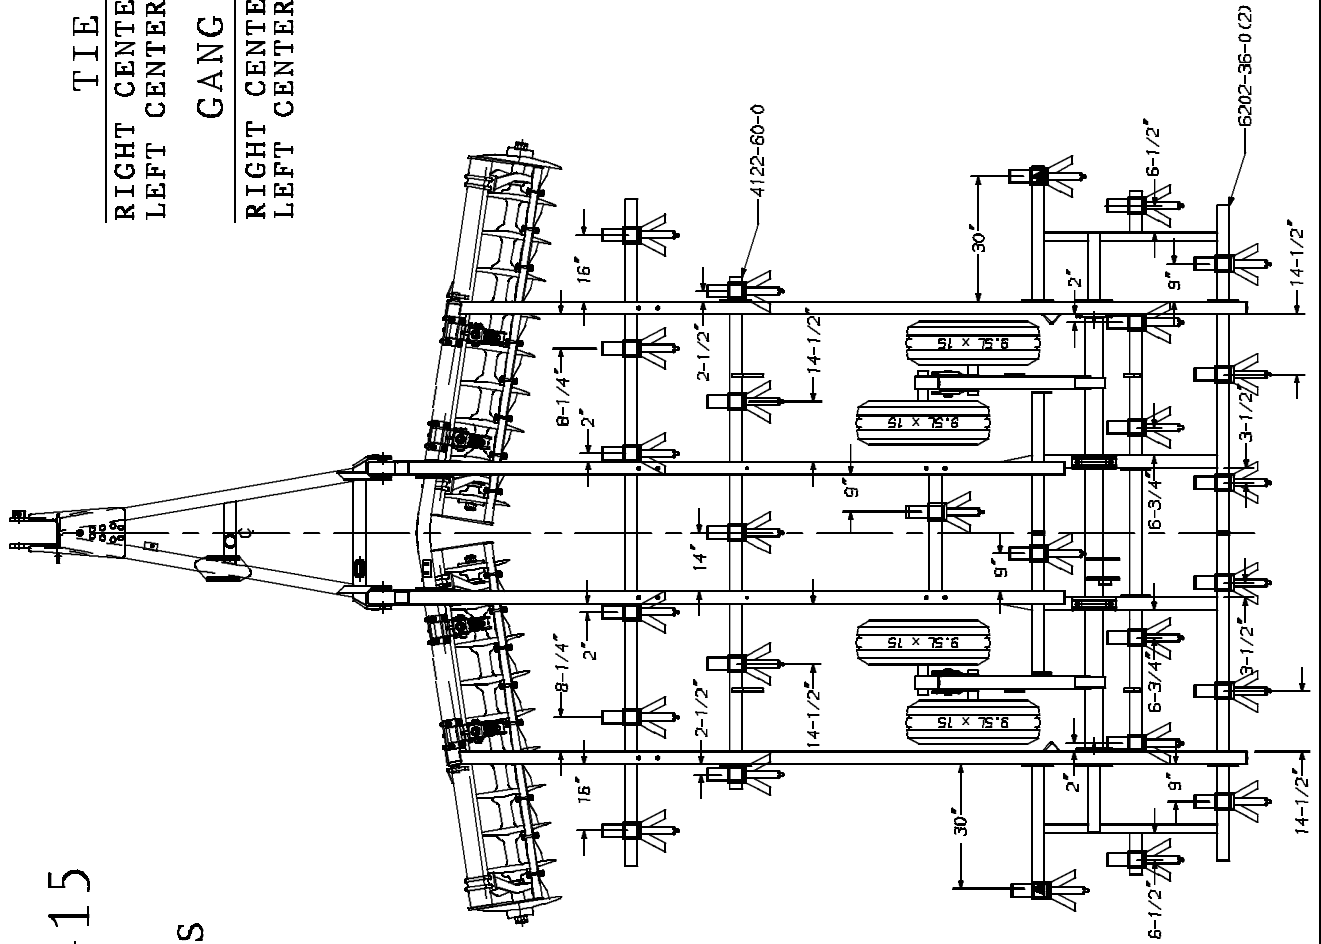 -15
TIE
RIGHT CENTE
LEFT CENTER
s
GANG
RIGHT CENTE
LEFT CENTER
8-1/4"
8-1/4"
16"
2"
2"
16"
2-1/2"
14"
2-1/2"
4122-60-0
14-1/2"
14-1/2"
9"
9.5L x 15
9.5L x 15
9.5L x 15
9.5L x 15
30"
30"
9"
2"
2"
6-1/2"
6-3/4"
6-3/4"
6-1/2"
9"
9"
3-1/2"
3-1/2"
6202-36-0(2)
14-1/2"
14-1/2"